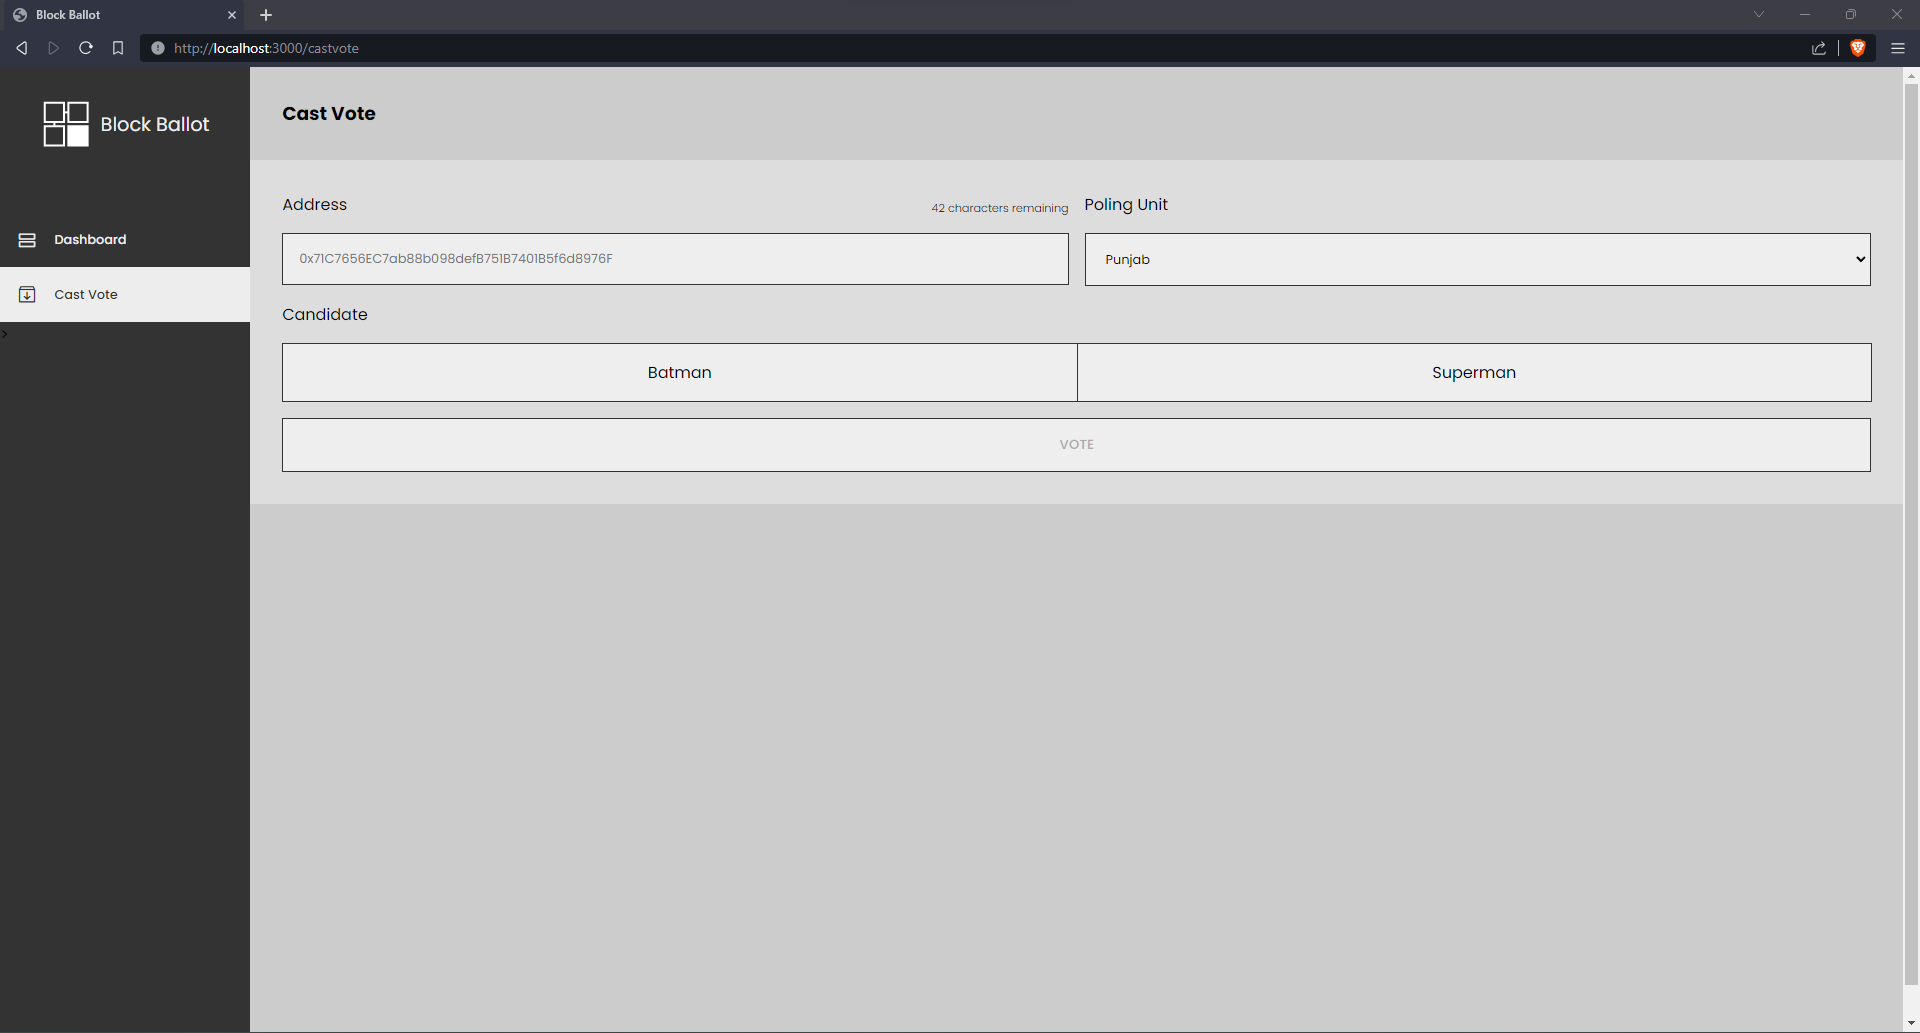 Block Ballot
http://localhost:3000/castvote
Block Ballot
Dashboard
Cast Vote
>
Cast Vote
Address
42 characters remaining
Poling Unit
0x71C7656EC7ab88b098defB751B7401B5f6d8976F
Punjab
Candidate
Batman
Superman
VOTE